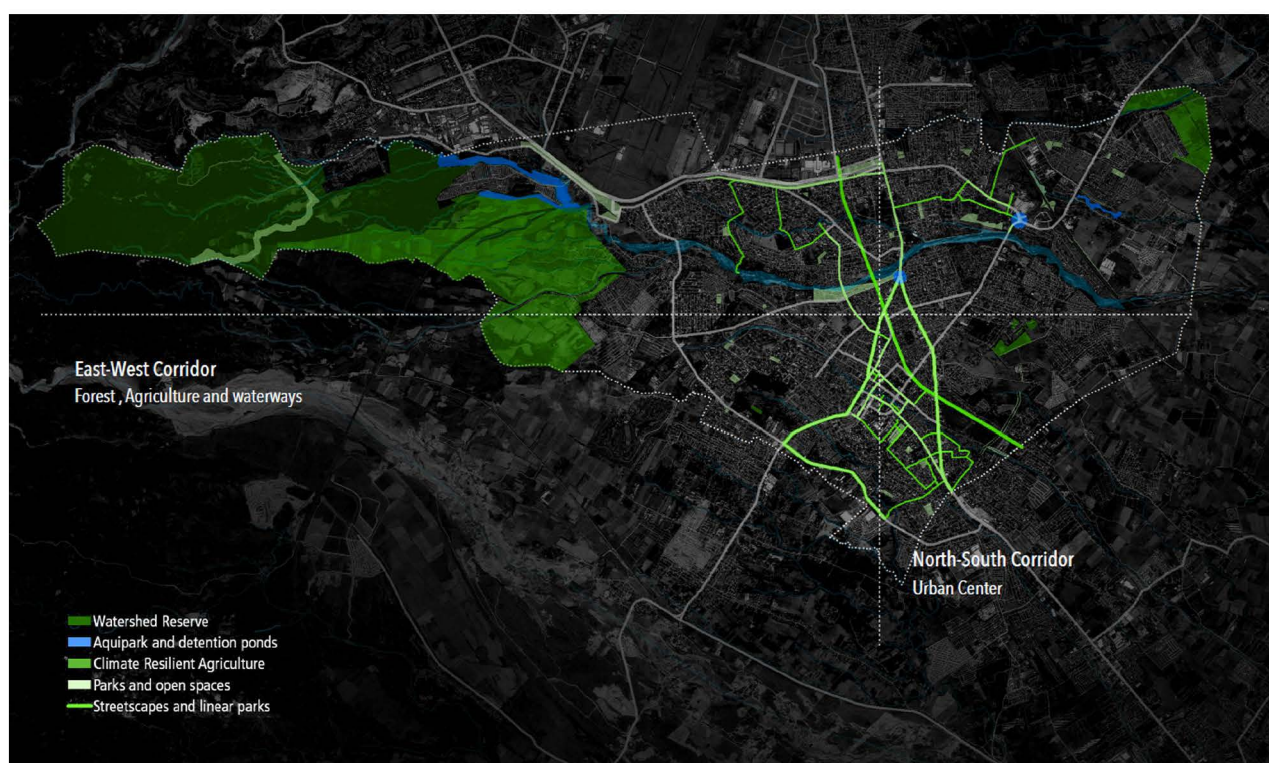 East-West Corridor
Forest , Agriculture and waterways
North-South Corridor
Urban Center
Watershed Reserve
Aquipark and detention ponds
Climate Resilient Agriculture
Parks and open spaces
Streetscapes and linear parks